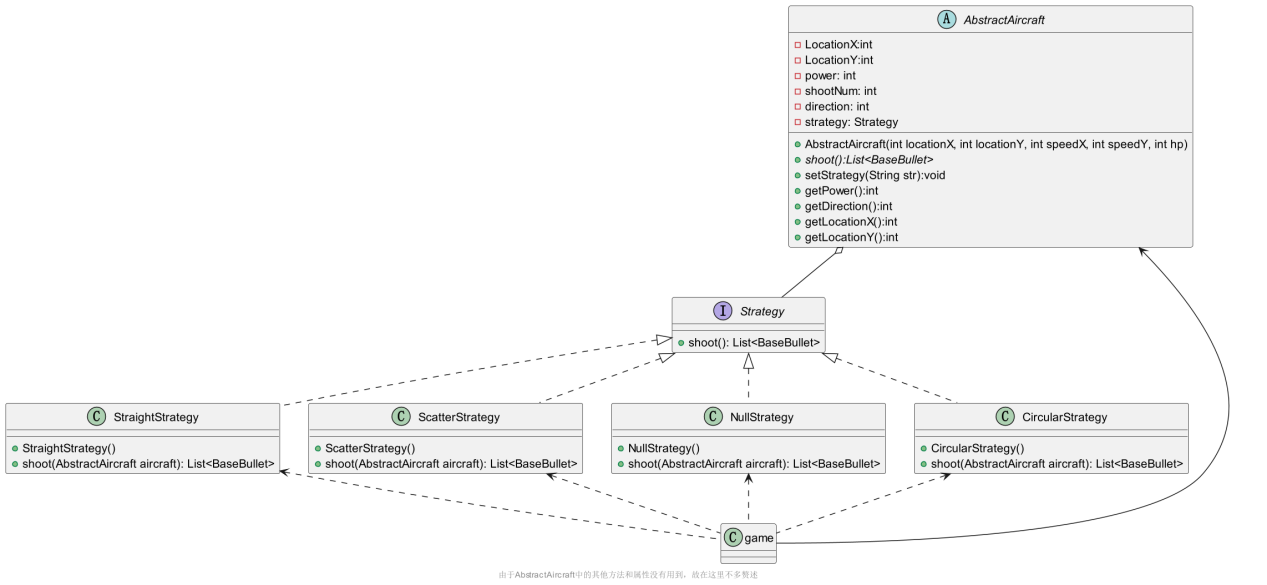 A AbstractAircraft
LocationX:int
LocationY:int
power: int
shootNum: int
direction: int
strategy: Strategy
AbstractAircraft(int locationX, int locationY, int speedX, int speedY, int hp)
shoot():List<BaseBullet>
setStrategy(String str):void
getPower():int
getDirection():int
getLocationX():int
getLocationY():int
I Strategy
shoot(): List<BaseBullet>
C StraightStrategy
StraightStrategy()
shoot(AbstractAircraft aircraft): List<BaseBullet>
C ScatterStrategy
ScatterStrategy()
shoot(AbstractAircraft aircraft): List<BaseBullet>
C NullStrategy
NullStrategy()
shoot(AbstractAircraft aircraft): List<BaseBullet>
C CircularStrategy
CircularStrategy()
shoot(AbstractAircraft aircraft): List<BaseBullet>
C game
由于AbstractAircraft中的其他方法和属性没有用到，故在这里不多赘述